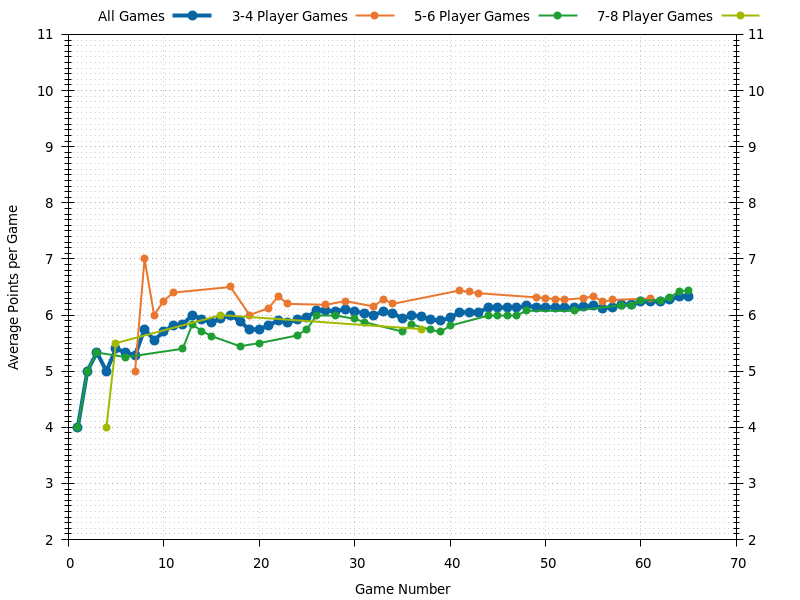 All Games 3-4 Player Games 5-6 Player Games 7-8 Player Games
11 11
10 10
9 9
8 8
7 7
6 6
5 5
4 4
3 3
2 2
0 10 20 30 40 50 60 70
Average Points per Game
Game Number